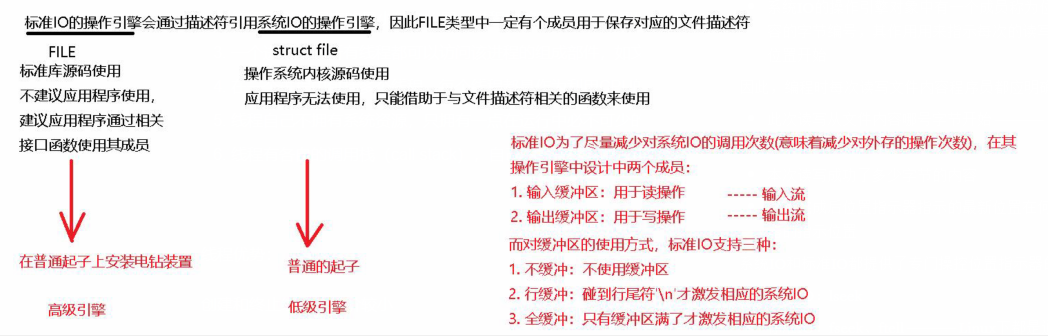 标准IO的操作引擎会通过描述符引用系统IO的操作引擎，因此FILE类型中一定有个成员用于保存对应的文件描述符
FILE
标准库源码使用
不建议应用程序使用，
建议应用程序通过相关
接口函数使用其成员
struct file
操作系统内核源码使用
应用程序无法使用，只能借助于与文件描述符相关的函数来使用
在普通起子上安装电钻装置
高级引擎
普通的起子
低级引擎
标准IO为了尽量减少对系统IO的调用次数(意味着减少对外存的操作次数)，在其
操作引擎中设计中两个成员：
1. 输入缓冲区：用于读操作 ----- 输入流
2. 输出缓冲区：用于写操作 ----- 输出流
而对缓冲区的使用方式，标准IO支持三种：
1. 不缓冲：不使用缓冲区
2. 行缓冲：碰到行尾符'\n'才激发相应的系统IO
3. 全缓冲：只有缓冲区满了才激发相应的系统IO